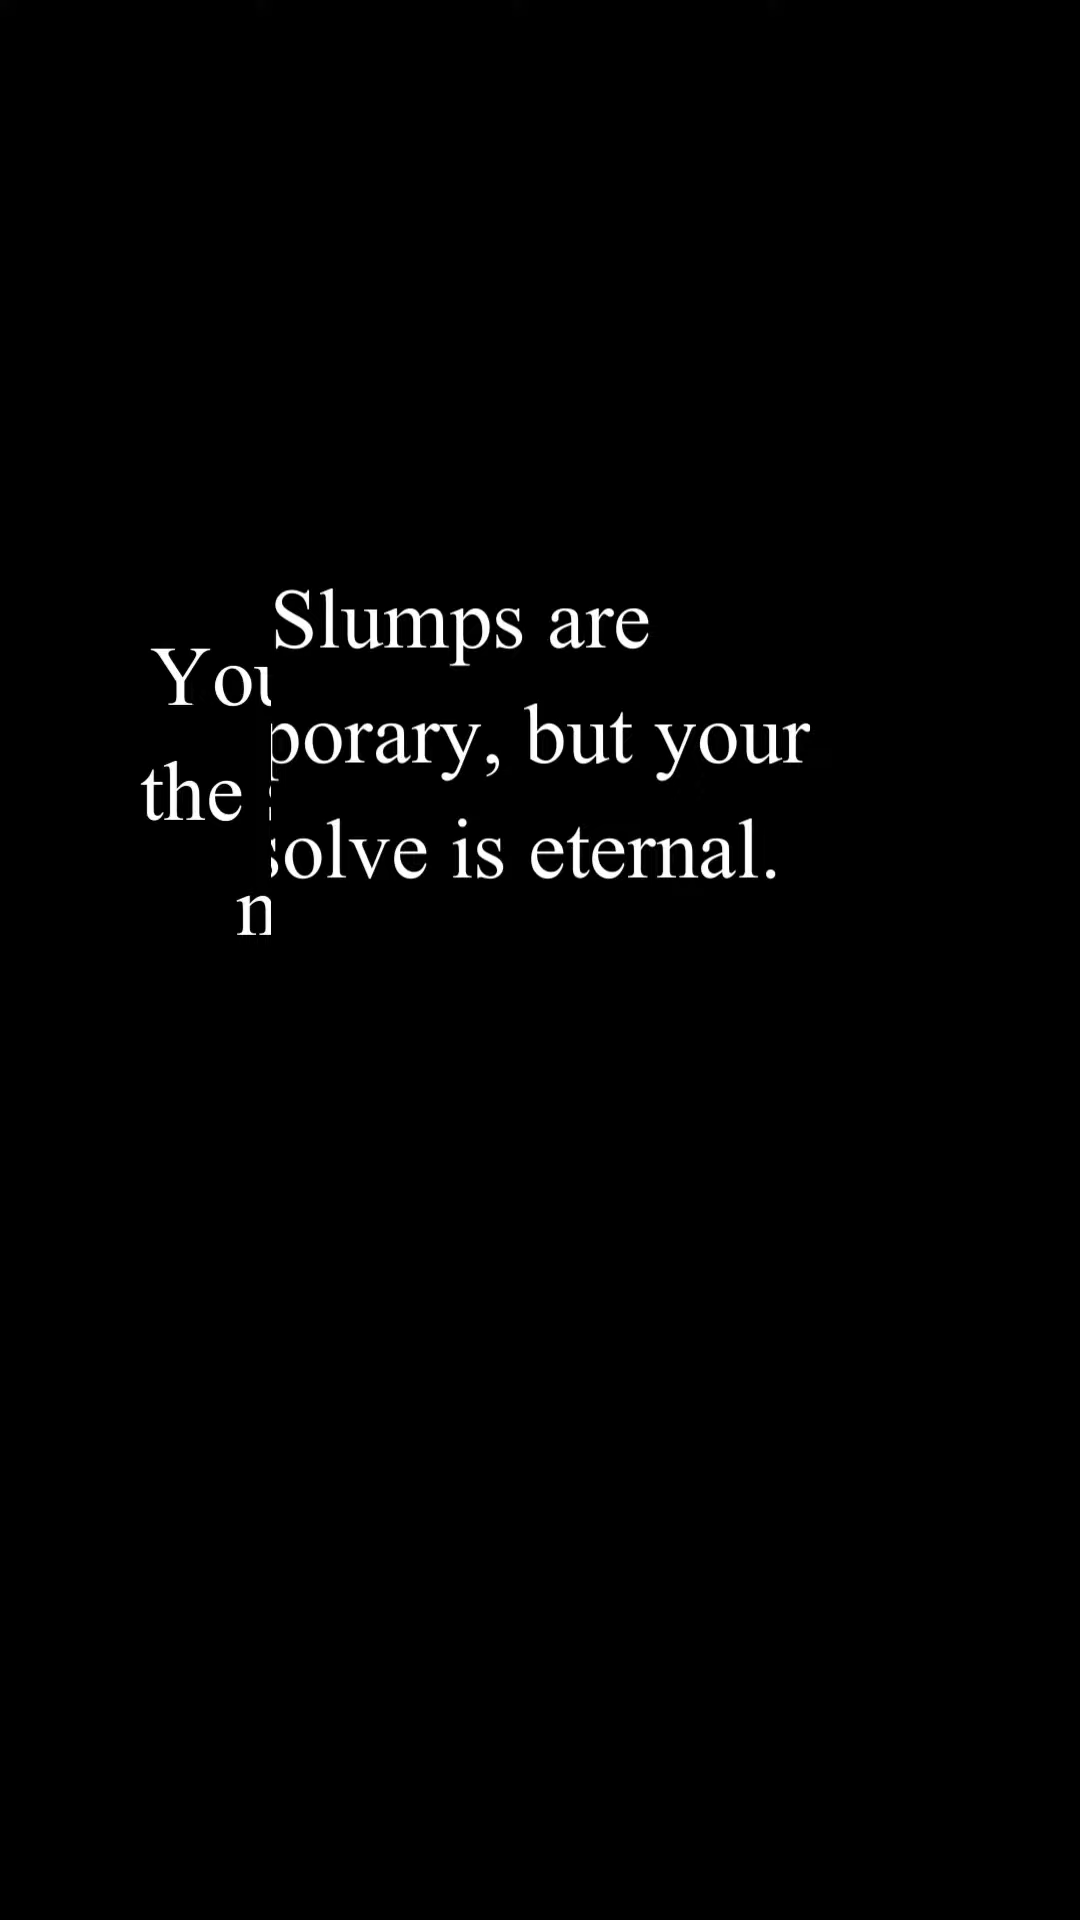 Slumps are
porary, but your
solve is eternal.
You
the